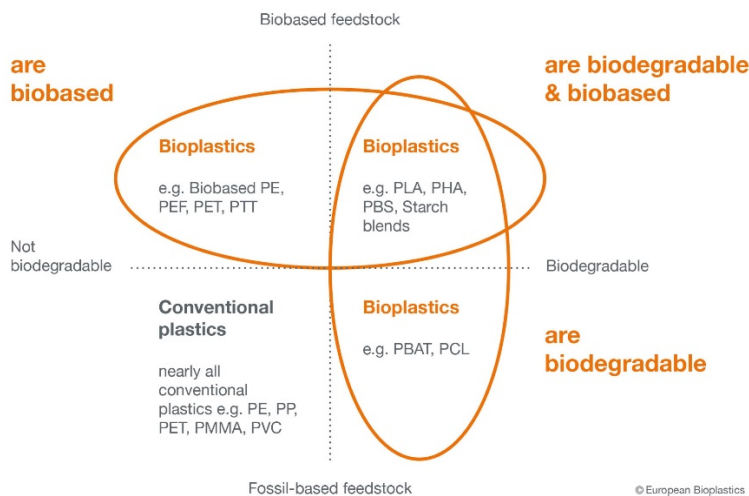 Biobased feedstock
are
biobased
are biodegradable
& biobased
Bioplastics
e.g. Biobased PE,
PEF, PET, PTT
Bioplastics
e.g. PLA, PHA,
PBS, Starch
blends
Not
biodegradable
Biodegradable
Conventional
plastics
nearly all
conventional
plastics e.g. PE, PP,
PET, PMMA, PVC
Bioplastics
e.g. PBAT, PCL
are
biodegradable
Fossil-based feedstock
© European Bioplastics